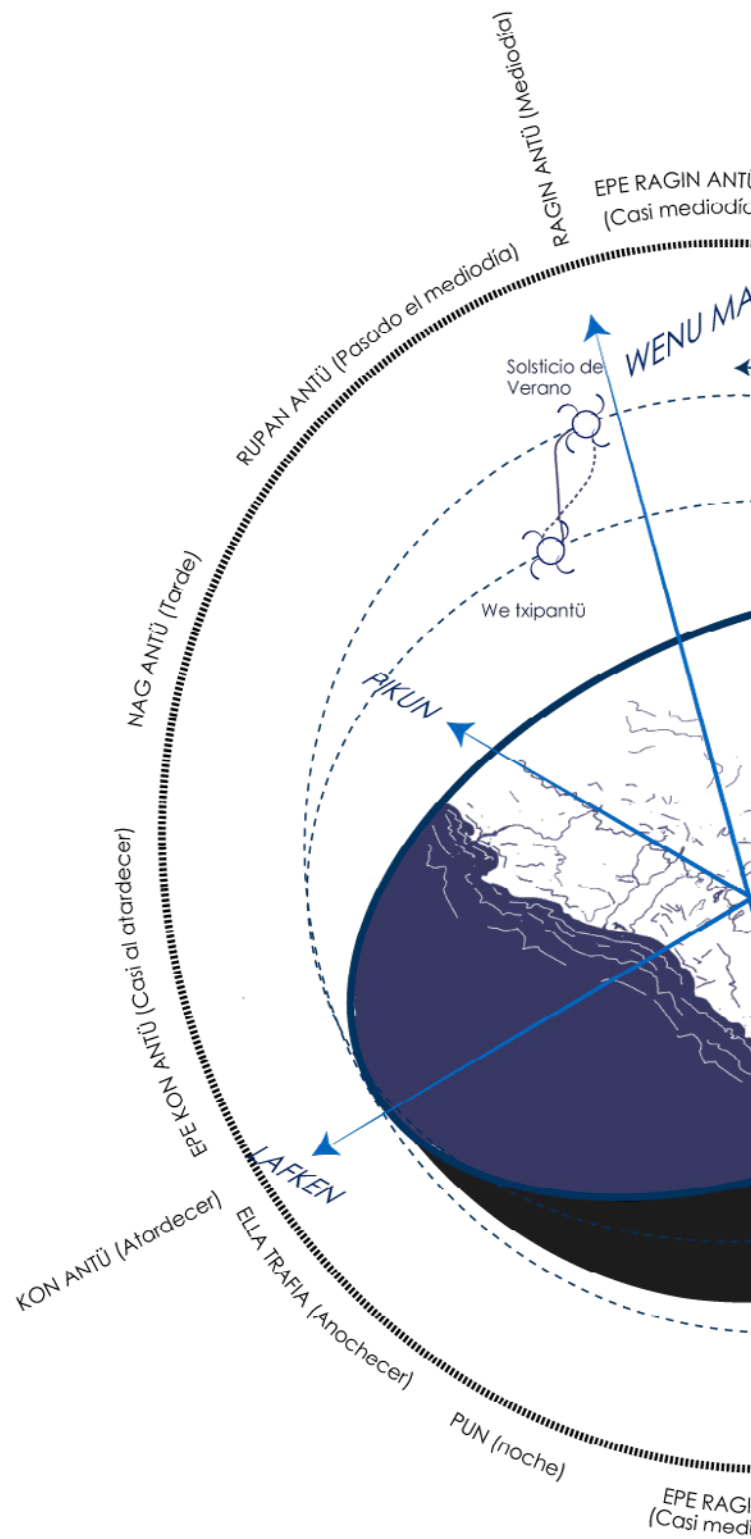 RAGIN ANTÜ (Mediodía)
EPE RAGIN ANTÜ
(Casi mediodía
RUPAN ANTÜ (Pasado el mediodía)
WENU MA
Solsticio de
Verano
We txipantü
NAG ANTÜ (Tarde)
PIKUN
EPE KON ANTÜ (Casi al atardecer)
LAFKEN
KON ANTÜ (Atardecer)
ELLA TRAFIA (Anochecer)
PUN (noche)
EPE RAGI
(Casi medi